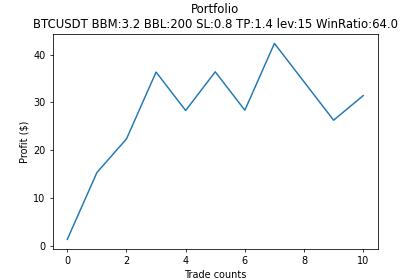 Portfolio
BTCUSDT BBM:3.2 BBL:200 SL:0.8 TP:1.4 lev:15 WinRatio:64.0
40
30
20
10
0
Profit ($)
0 2 4 6 8 10
Trade counts